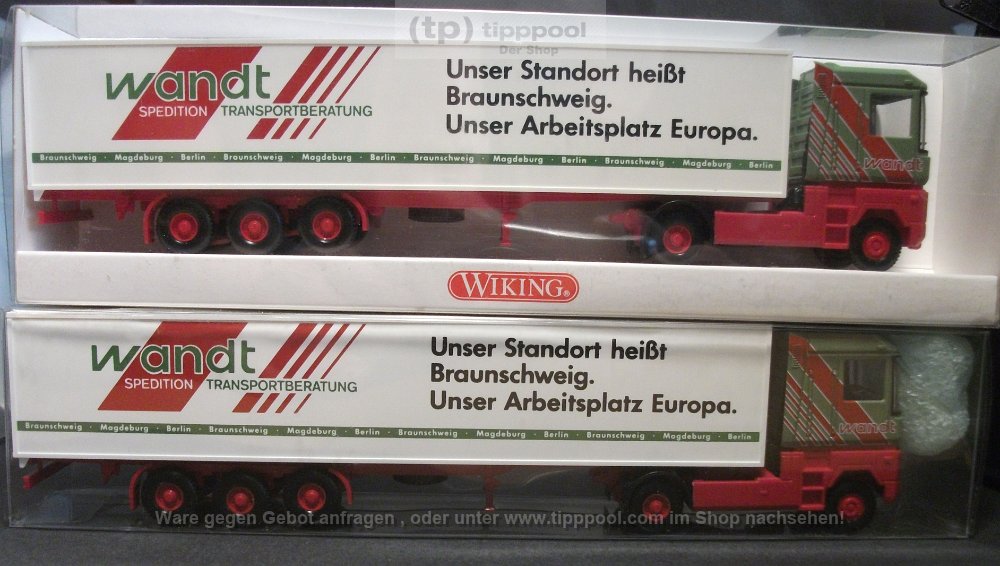 (tp) tipppool
Der Shop
wandt
SPEDITION TRANSPORTBERATUNG
Unser Standort heißt
Braunschweig.
Unser Arbeitsplatz Europa.
Braunschweig · Magdeburg · Berlin · Braunschweig · Magdeburg · Berlin · Braunschweig · Magdeburg · Berlin · Braunschweig · Magdeburg · Berlin
wandt
WIKING®
wandt
SPEDITION TRANSPORTBERATUNG
Unser Standort heißt
Braunschweig.
Unser Arbeitsplatz Europa.
Braunschweig · Magdeburg · Berlin · Braunschweig · Magdeburg · Berlin · Braunschweig · Magdeburg · Berlin · Braunschweig · Magdeburg · Berlin
wandt
Ware gegen Gebot anfragen , oder unter www.tipppool.com im Shop nachsehen!